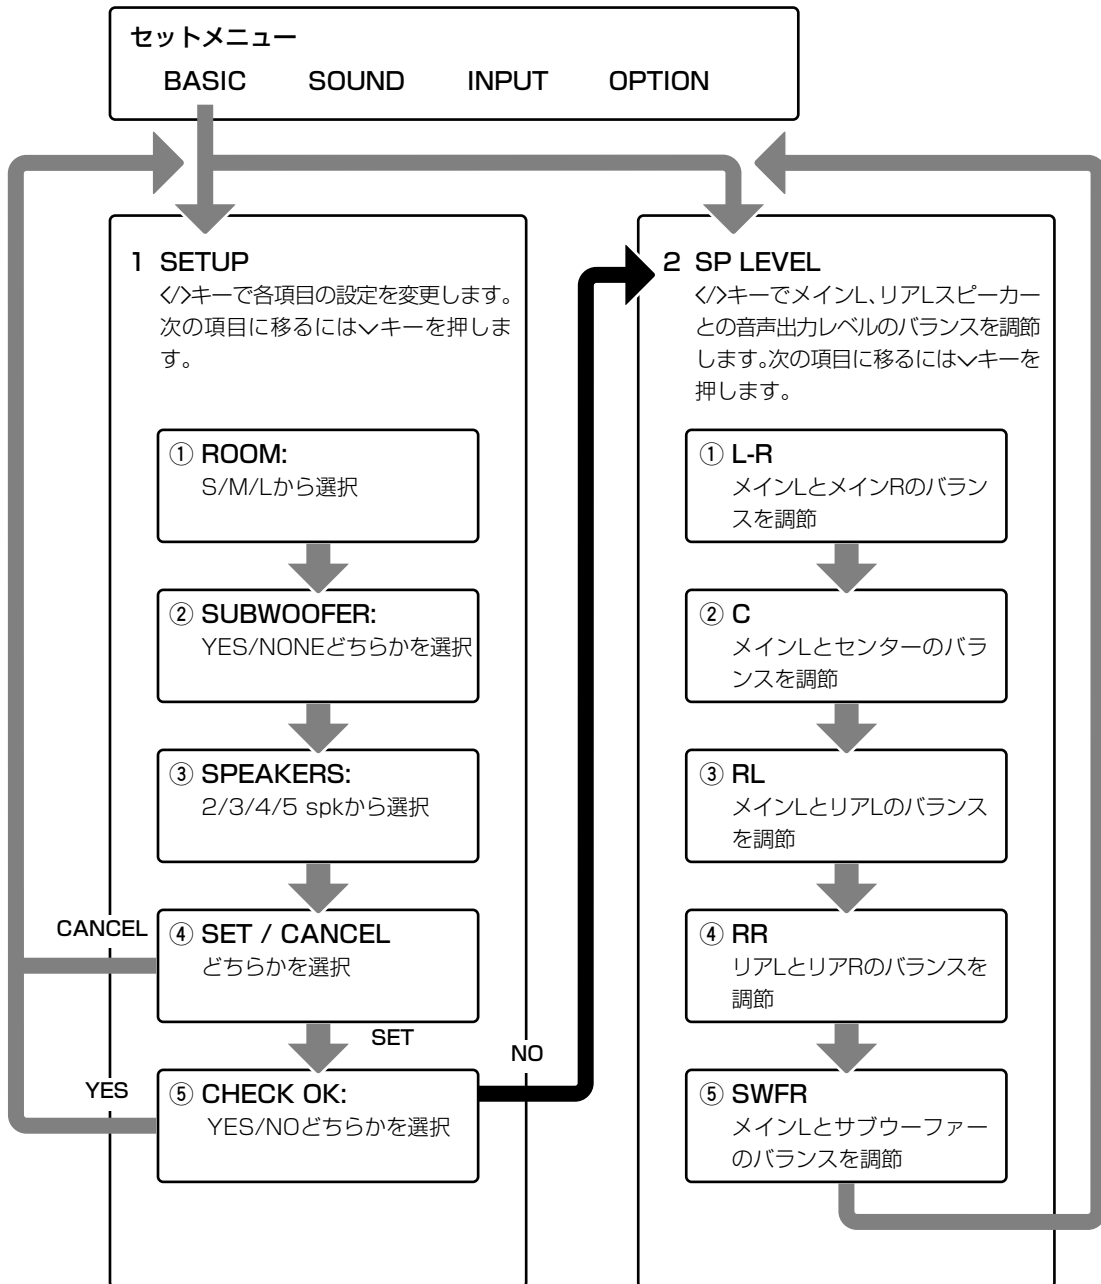 セットメニュー
BASIC SOUND INPUT OPTION
1 SETUP
</>キーで各項目の設定を変更します。
次の項目に移るには∨キーを押しま
す。
① ROOM:
S/M/Lから選択
② SUBWOOFER:
YES/NONEどちらかを選択
③ SPEAKERS:
2/3/4/5 spkから選択
CANCEL
④ SET / CANCEL
どちらかを選択
SET
NO
YES
⑤ CHECK OK:
YES/NOどちらかを選択
2 SP LEVEL
</>キーでメインL、リアLスピーカー
との音声出力レベルのバランスを調節
します。次の項目に移るには∨キーを
押します。
① L-R
メインLとメインRのバラン
スを調節
② C
メインLとセンターのバラ
ンスを調節
③ RL
メインLとリアLのバランス
を調節
④ RR
リアLとリアRのバランスを
調節
⑤ SWFR
メインLとサブウーファー
のバランスを調節